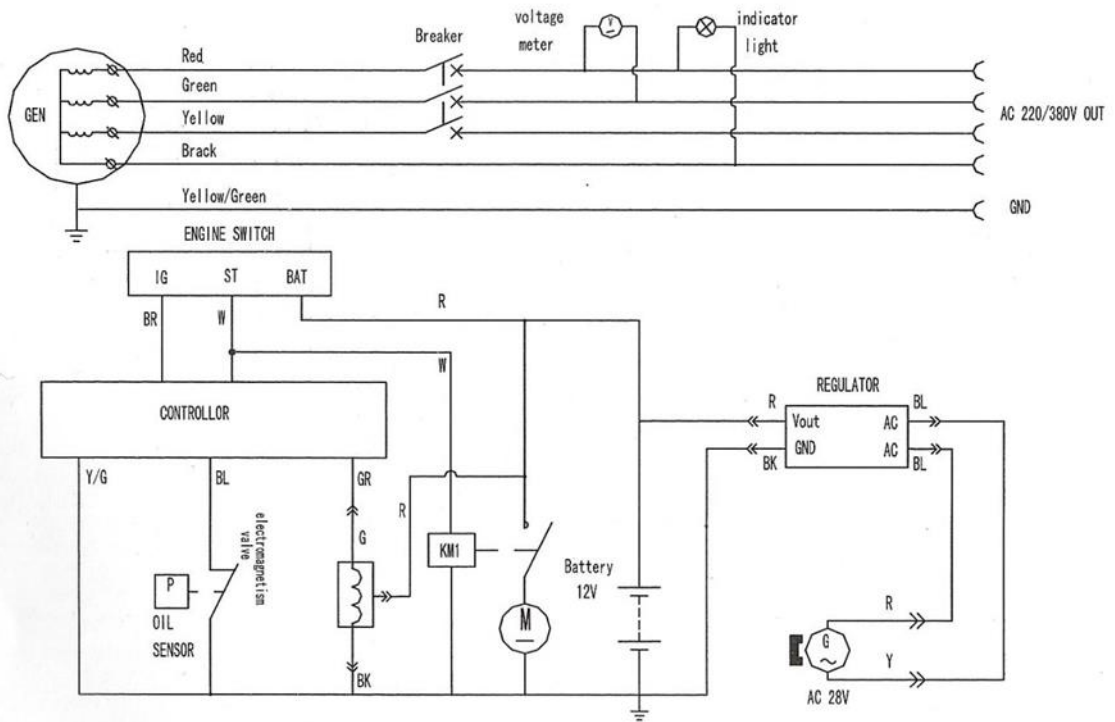 voltage
meter
V
indicator
light
Breaker
Red
Green
GEN
Yellow
AC 220/380V OUT
Brack
Yellow/Green
GND
ENGINE SWITCH
IG
ST
BAT
BR
W
R
W
CONTROLLOR
REGULATOR
R
Vout
AC
BL
GND
AC
BK
BL
Y/G
BL
GR
R
electromagnetism
valve
G
KM1
P
OIL
SENSOR
Battery
12V
M
BK
R
G
Y
AC 28V